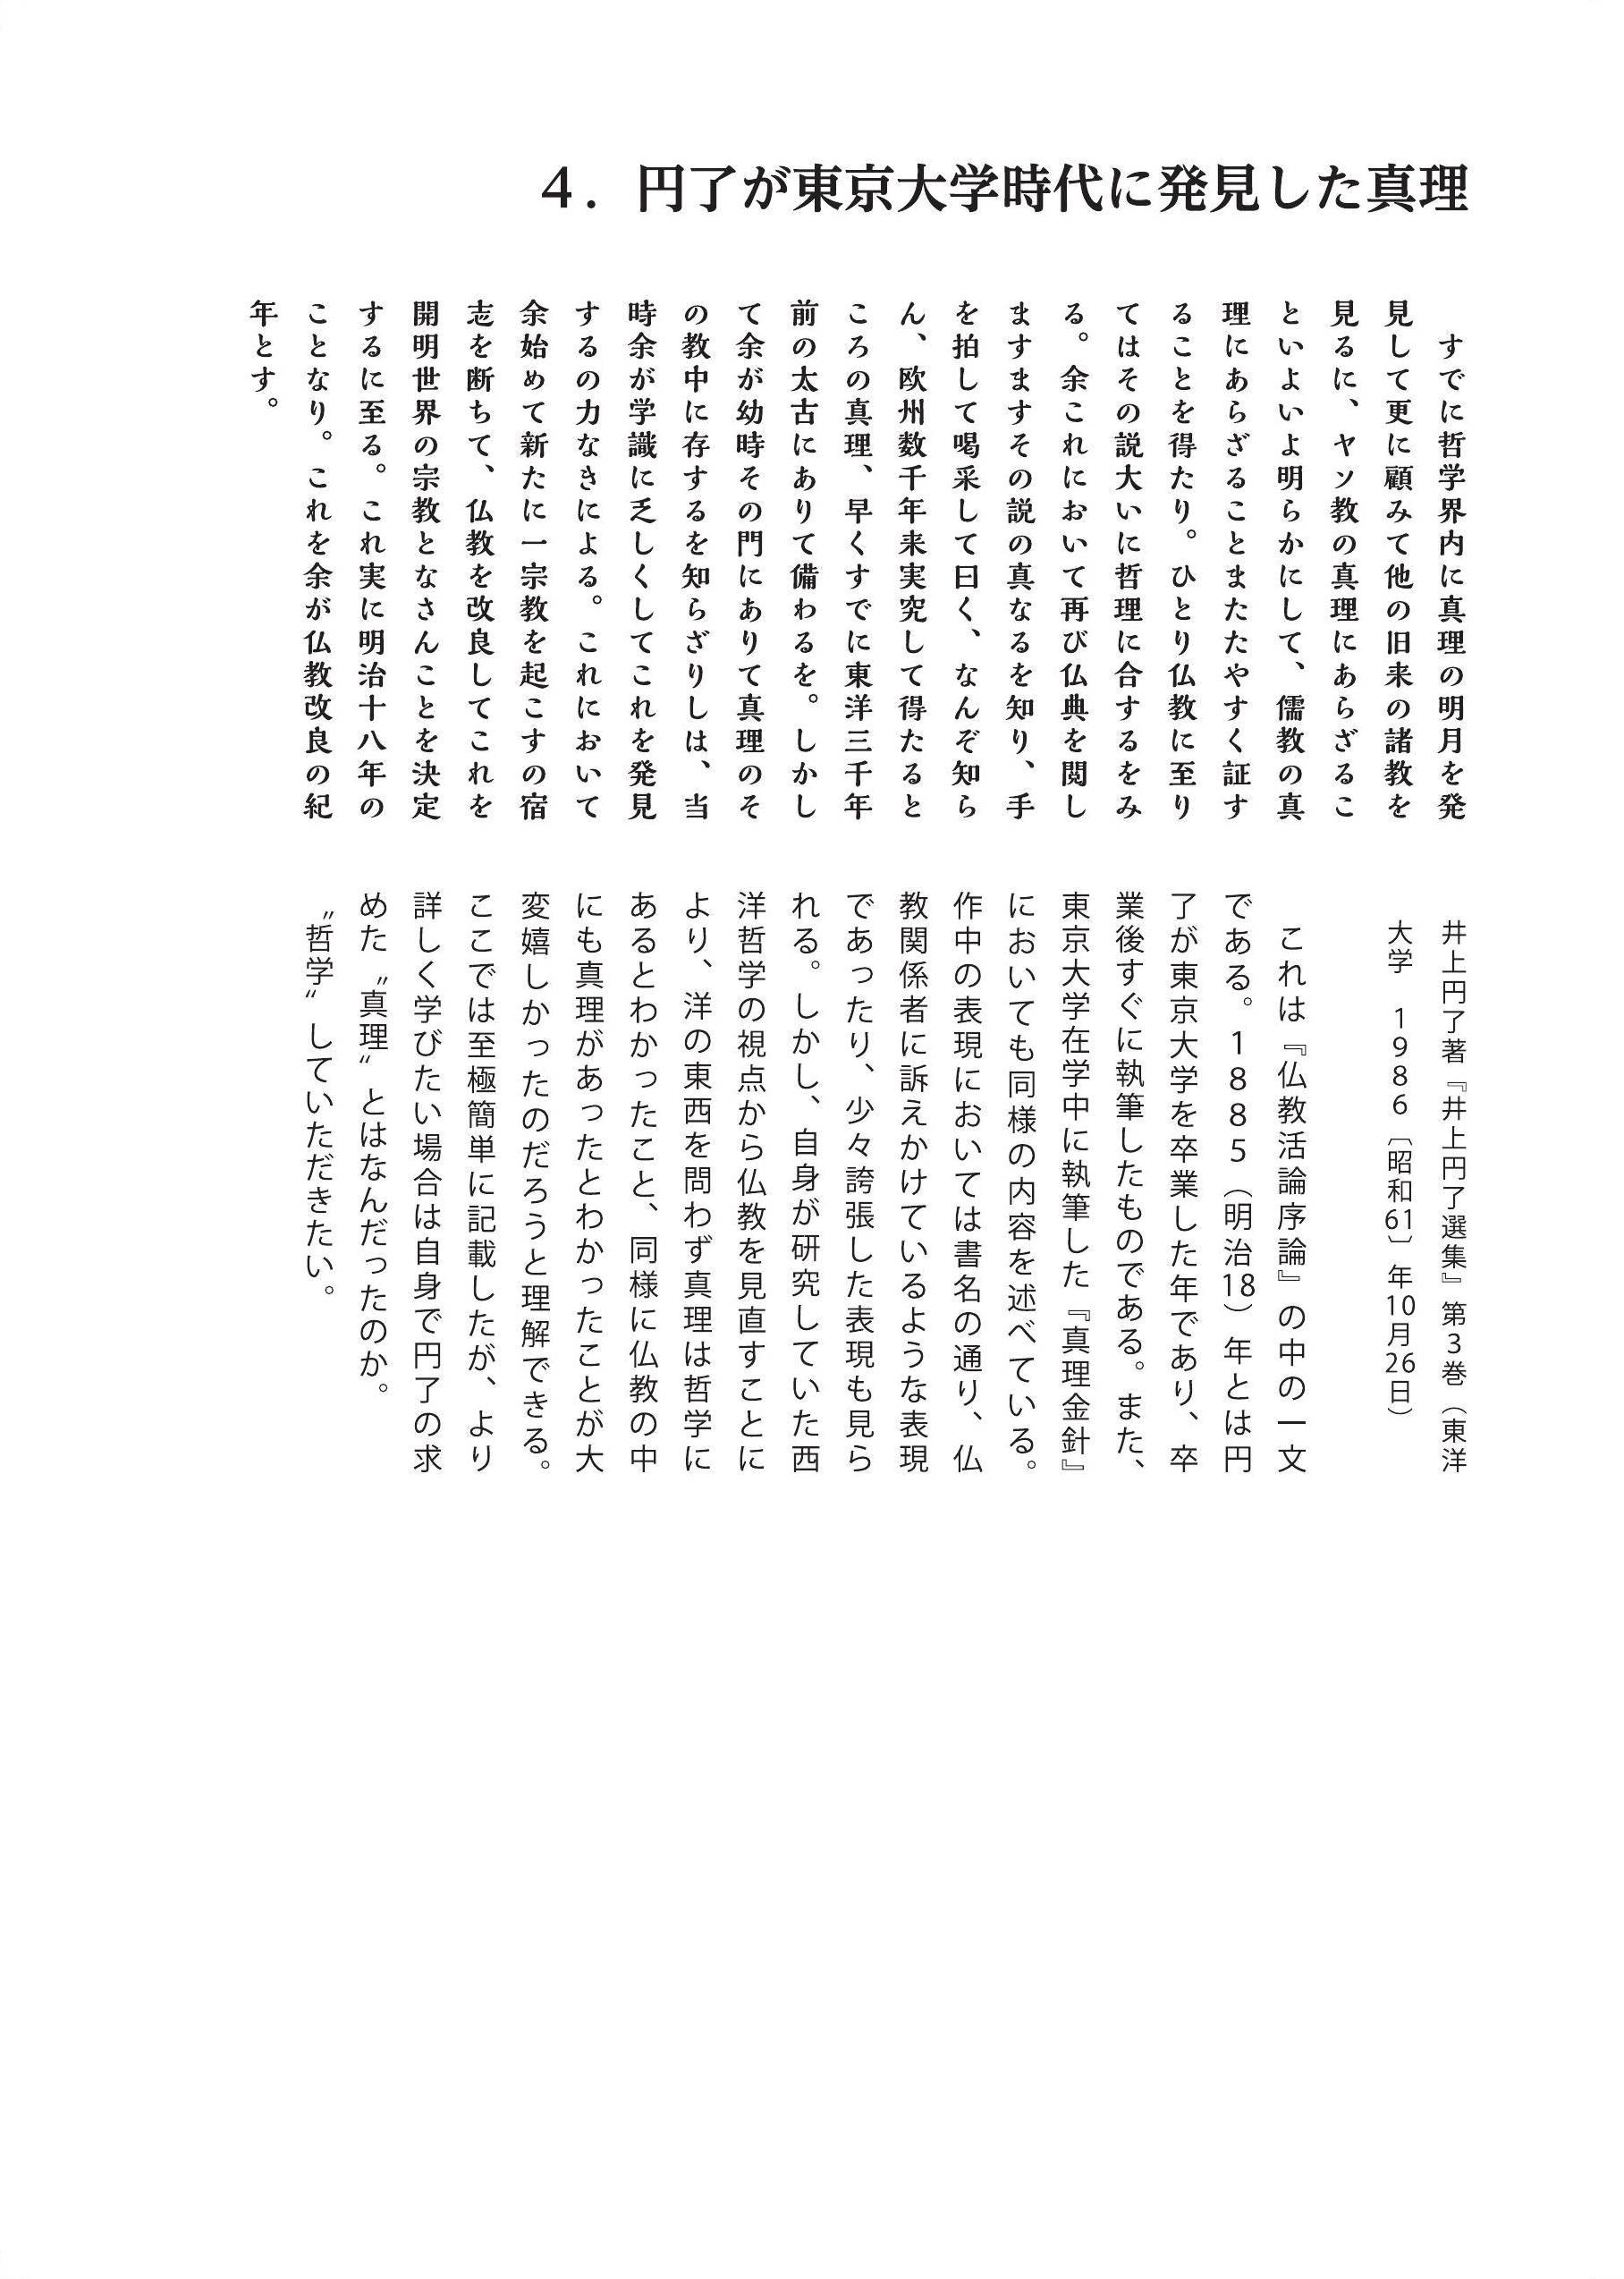 ４．円了が東京大学時代に発見した真理
すでに哲学界内に真理の明月を発
見して更に顧みて他の旧来の諸教を
見るに、ヤソ教の真理にあらざるこ
といよいよ明らかにして、儒教の真
理にあらざることまたたやすく証す
ることを得たり。ひとり仏教に至り
てはその説大いに哲理に合するをみ
る。余これにおいて再び仏典を閲し
ますますその説の真なるを知り、手
を拍して喝采して曰く、なんぞ知ら
ん、欧州数千年来実究して得たると
ころの真理、早くすでに東洋三千年
前の太古にありて備わるを。しかし
て余が幼時その門にありて真理のそ
の教中に存するを知らざりしは、当
時余が学識に乏しくしてこれを発見
するの力なきによる。これにおいて
余始めて新たに一宗教を起こすの宿
志を断ちて、仏教を改良してこれを
開明世界の宗教となさんことを決定
するに至る。これ実に明治十八年の
ことなり。これを余が仏教改良の紀
年とす。
井上円了著『井上円了選集』第３巻（東洋
大学　１９８６〔昭和61〕年10月26日）
これは『仏教活論序論』の中の一文
である。１８８５（明治18）年とは円
了が東京大学を卒業した年であり、卒
業後すぐに執筆したものである。また、
東京大学在学中に執筆した『真理金針』
においても同様の内容を述べている。
作中の表現においては書名の通り、仏
教関係者に訴えかけているような表現
であったり、少々誇張した表現も見ら
れる。しかし、自身が研究していた西
洋哲学の視点から仏教を見直すことに
より、洋の東西を問わず真理は哲学に
あるとわかったこと、同様に仏教の中
にも真理があったとわかったことが大
変嬉しかったのだろうと理解できる。
ここでは至極簡単に記載したが、より
詳しく学びたい場合は自身で円了の求
めた〝真理〟とはなんだったのか。
〝哲学〟していただきたい。